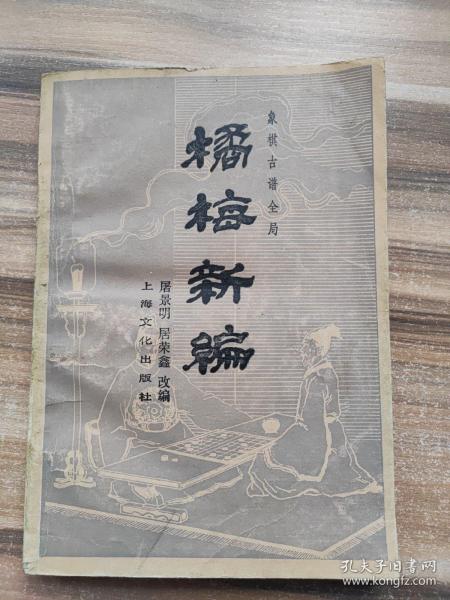 象棋古谱全局
橘梅新编
屠景明 居荣鑫 改编
上海文化出版社
孔夫子旧书网
www.kongfz.com